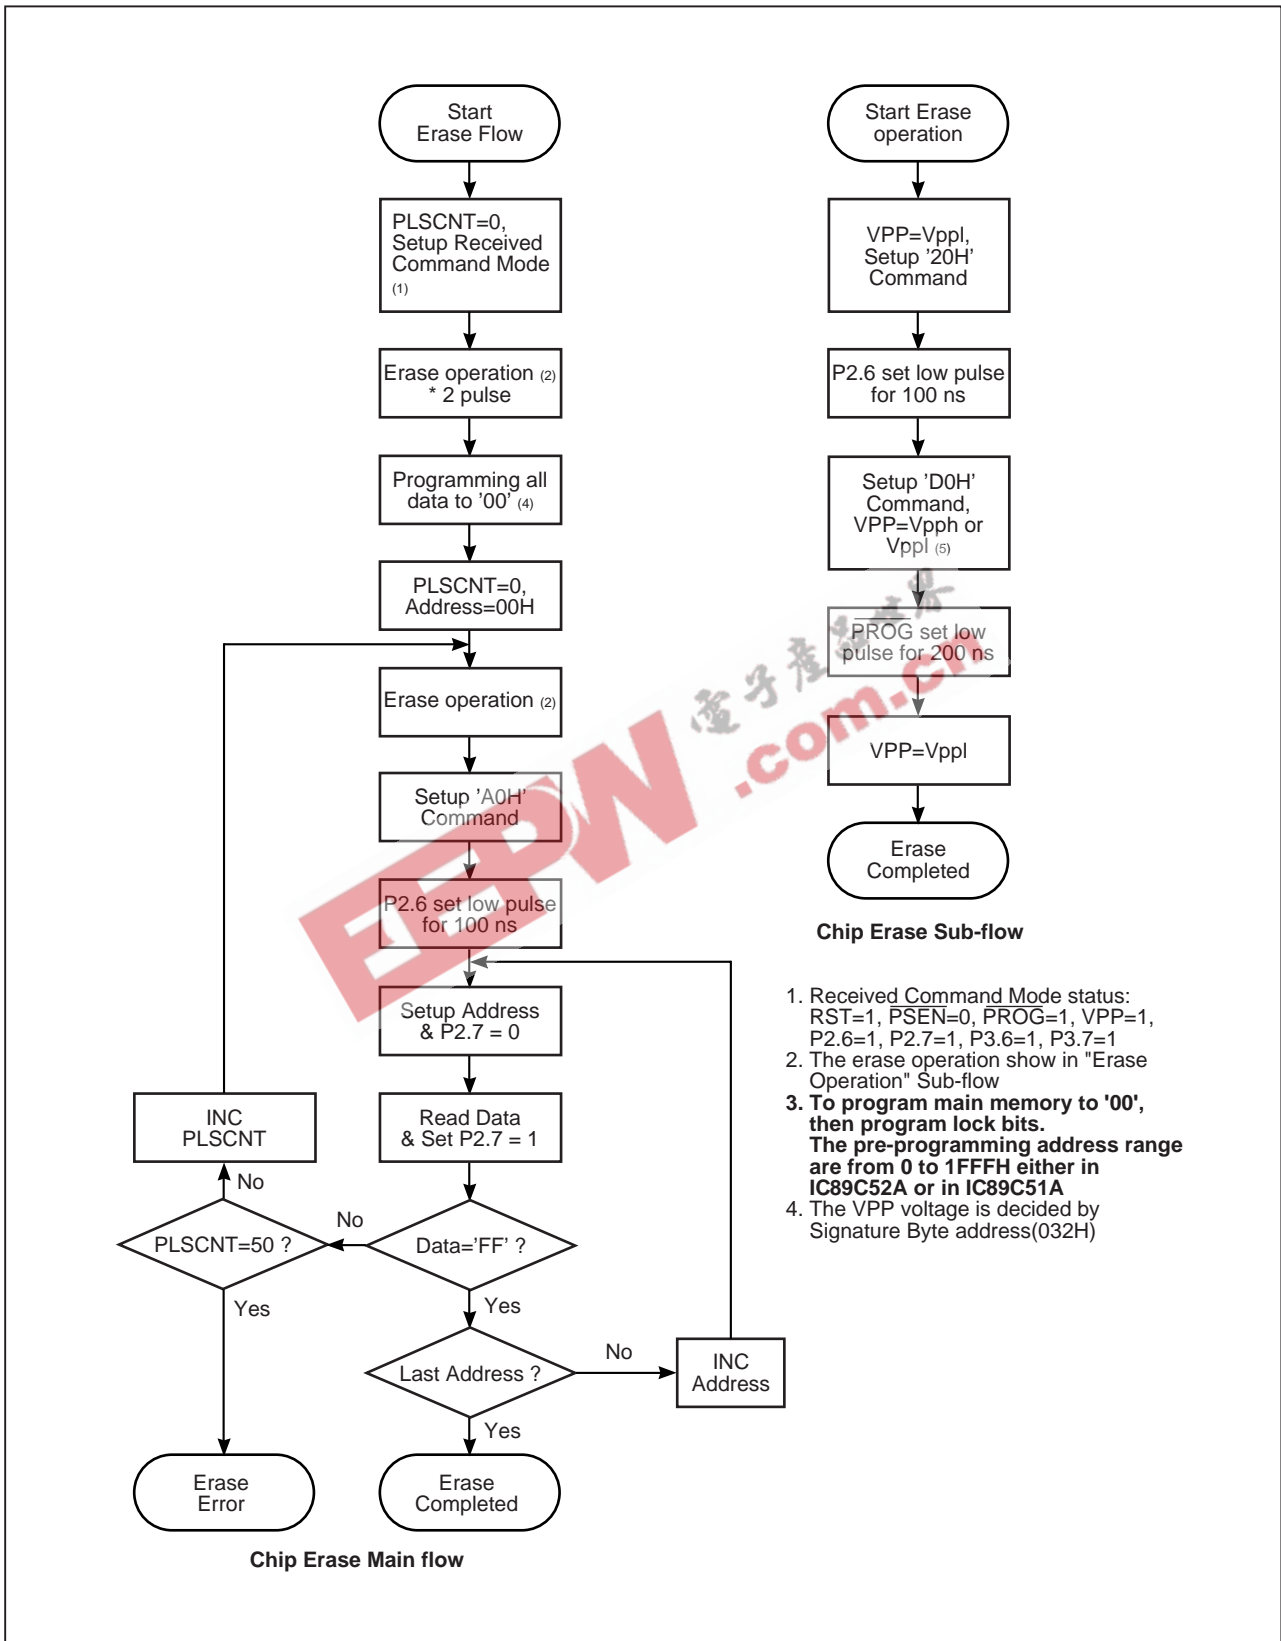 Start
Erase Flow
PLSCNT=0,
Setup Received
Command Mode
(1)
Erase operation (2)
* 2 pulse
Programming all
data to '00' (4)
PLSCNT=0,
Address=00H
Erase operation (2)
Setup 'A0H'
Command
P2.6 set low pulse
for 100 ns
Setup Address
& P2.7 = 0
Read Data
& Set P2.7 = 1
INC
PLSCNT
No
No
PLSCNT=50 ?
Data='FF' ?
Yes
Yes
Last Address ?
No
INC
Address
Yes
Erase
Error
Erase
Completed
Chip Erase Main flow
Start Erase
operation
VPP=Vppl,
Setup '20H'
Command
P2.6 set low pulse
for 100 ns
Setup 'D0H'
Command,
VPP=Vpph or
Vppl (5)
PROG set low
pulse for 200 ns
VPP=Vppl
Erase
Completed
Chip Erase Sub-flow
1. Received Command Mode status:
RST=1, PSEN=0, PROG=1, VPP=1,
P2.6=1, P2.7=1, P3.6=1, P3.7=1
2. The erase operation show in "Erase
Operation" Sub-flow
3. To program main memory to '00',
then program lock bits.
The pre-programming address range
are from 0 to 1FFFH either in
IC89C52A or in IC89C51A
4. The VPP voltage is decided by
Signature Byte address(032H)
EEPW
.com.cn
電子產品世界